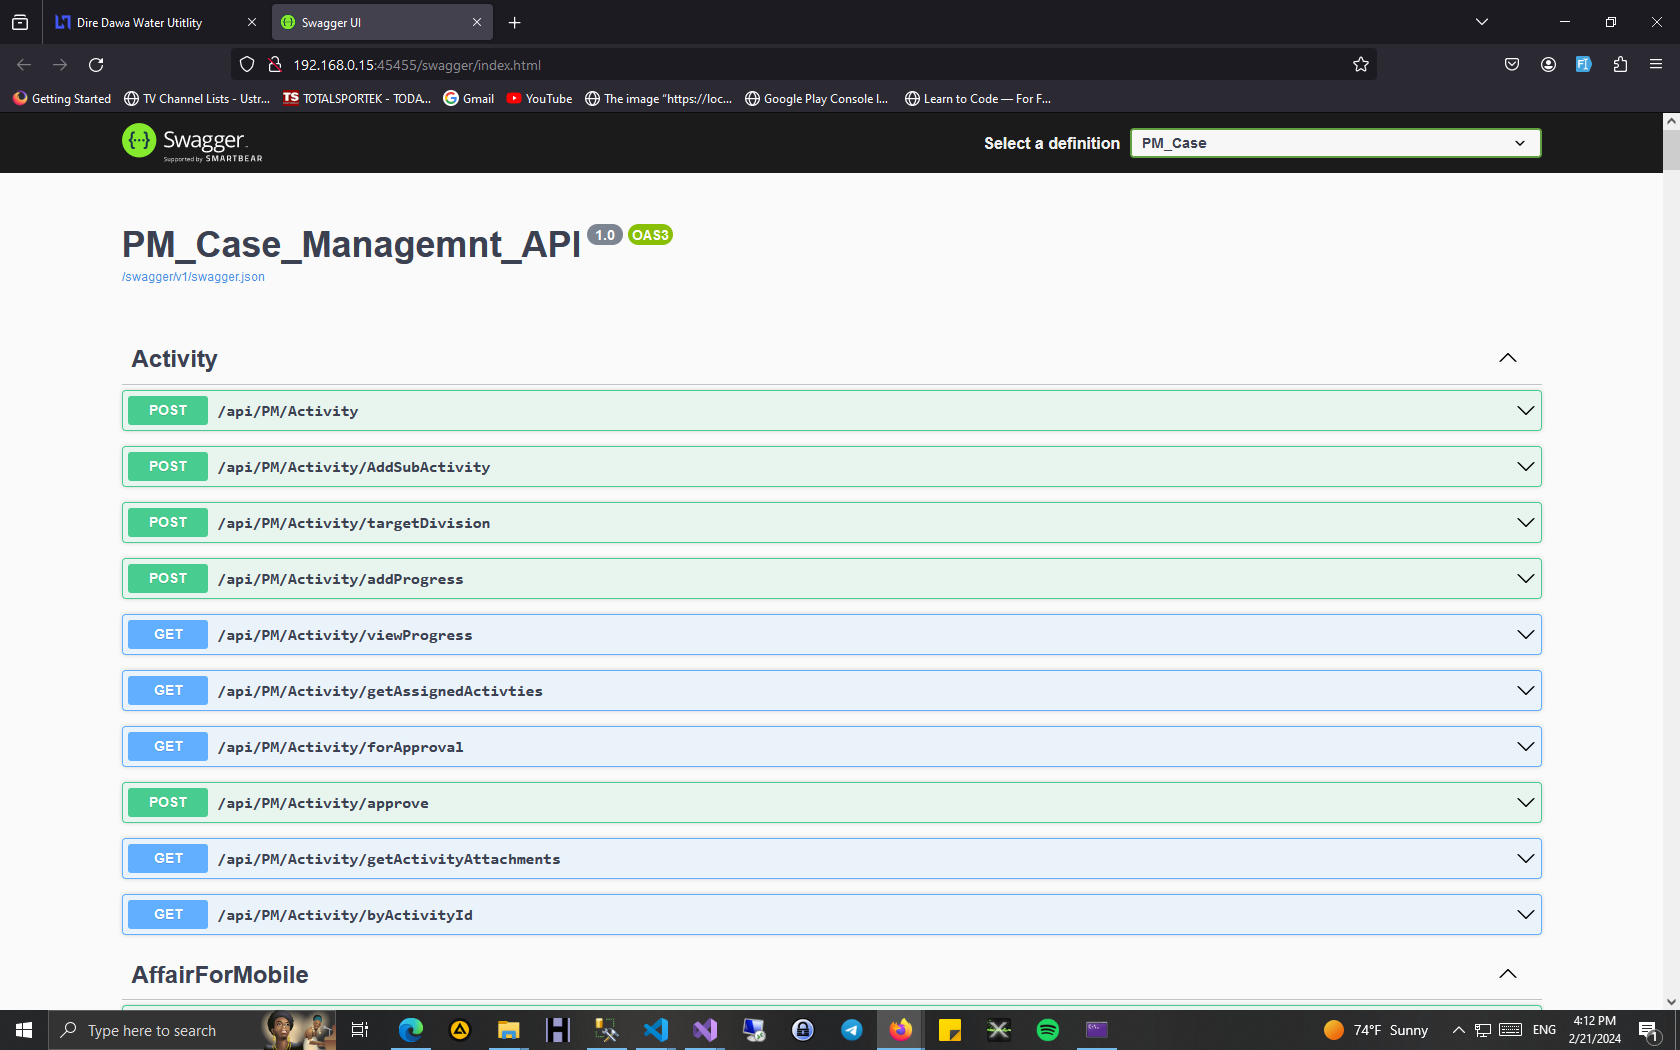 Dire Dawa Water Utitlity
Swagger UI
192.168.0.15:45455/swagger/index.html
Getting Started
TV Channel Lists - Ustr...
TS TOTALSPORTEK - TODA...
Gmail
YouTube
The image “https://loc...
Google Play Console l...
Learn to Code — For F...
Swagger
Supported by SMARTBEAR
Select a definition
PM_Case
PM_Case_Managemnt_API 1.0 OAS3
/swagger/v1/swagger.json
Activity
POST /api/PM/Activity
POST /api/PM/Activity/AddSubActivity
POST /api/PM/Activity/targetDivision
POST /api/PM/Activity/addProgress
GET /api/PM/Activity/viewProgress
GET /api/PM/Activity/getAssignedActivties
GET /api/PM/Activity/forApproval
POST /api/PM/Activity/approve
GET /api/PM/Activity/getActivityAttachments
GET /api/PM/Activity/byActivityId
AffairForMobile
Type here to search
74°F Sunny
ENG
4:12 PM
2/21/2024
1